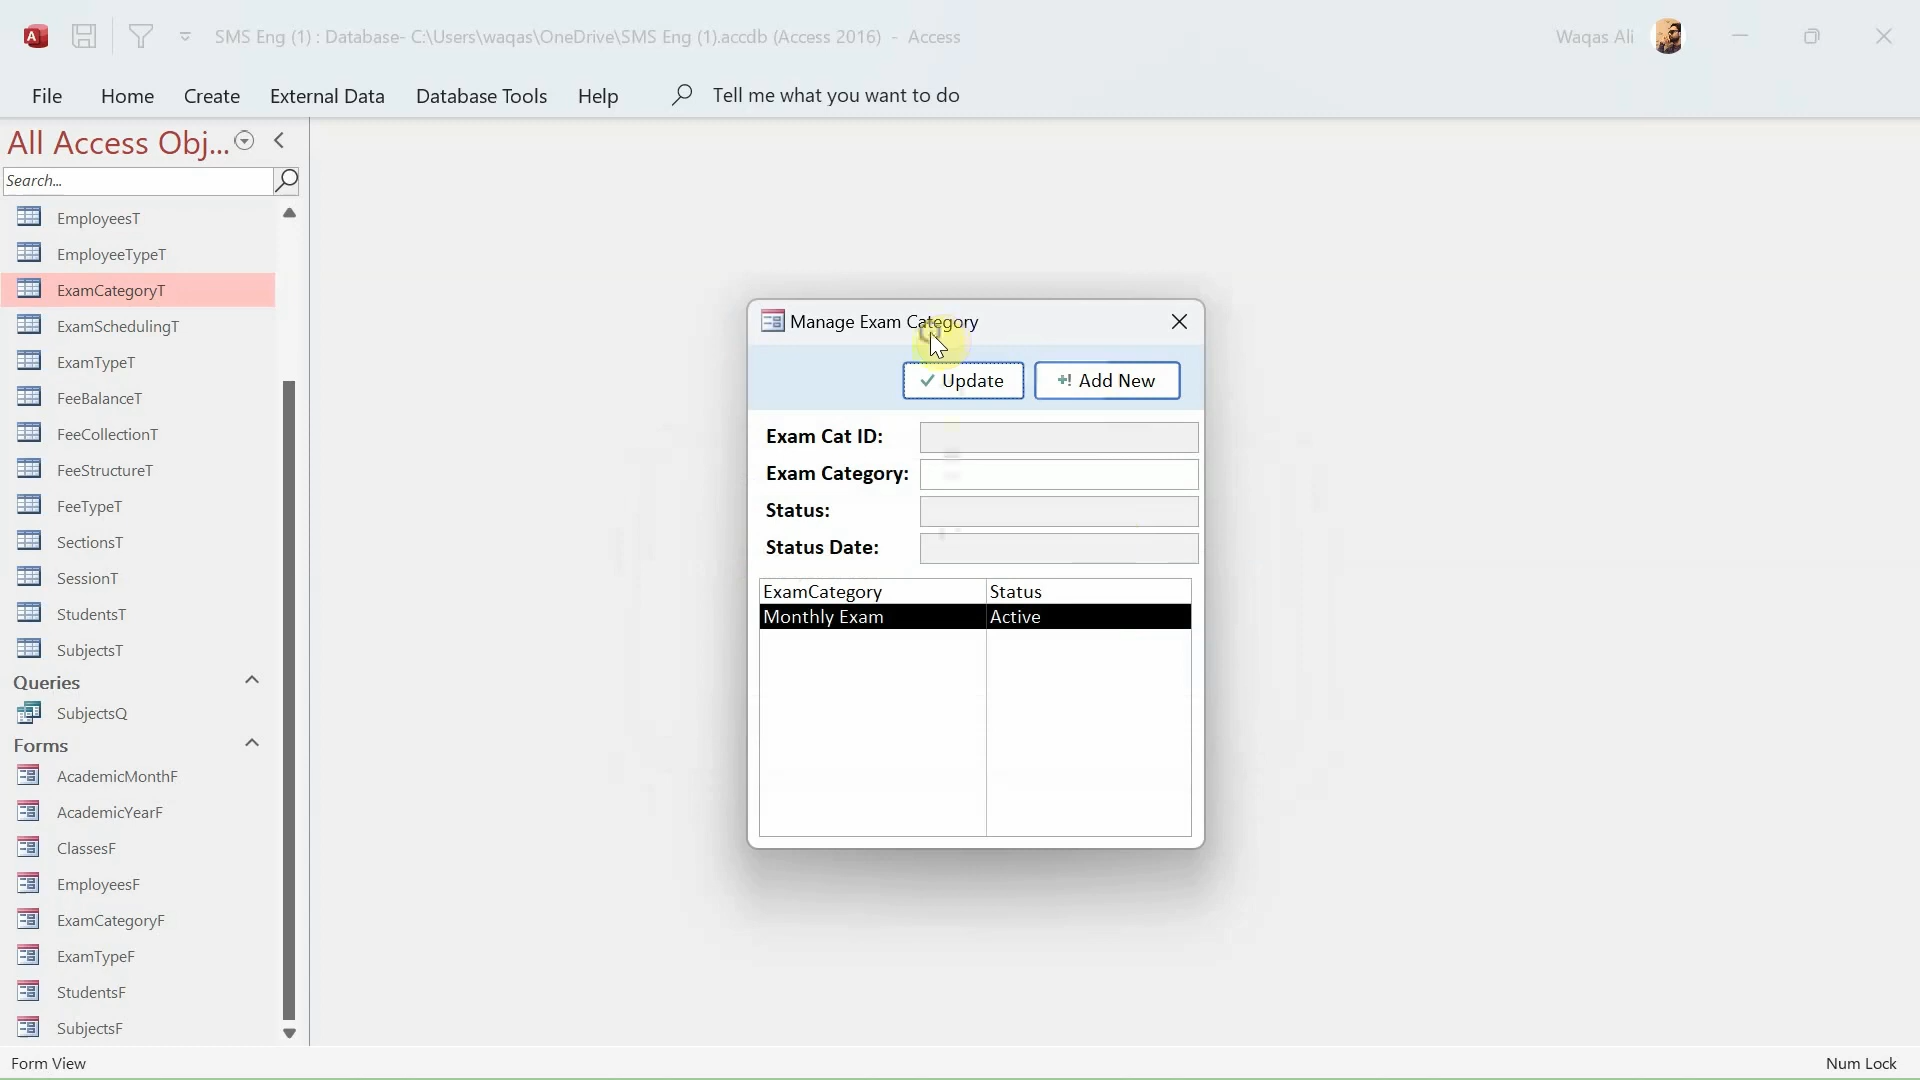 SMS Eng (1) : Database- C:\Users\waqas\OneDrive\SMS Eng (1).accdb (Access 2016) - Access
Waqas Ali
File Home Create External Data Database Tools Help Tell me what you want to do
All Access Obj...
Search...
EmployeesT
EmployeeTypeT
ExamCategoryT
ExamSchedulingT
ExamTypeT
FeeBalanceT
FeeCollectionT
FeeStructureT
FeeTypeT
SectionsT
SessionT
StudentsT
SubjectsT
Queries
SubjectsQ
Forms
AcademicMonthF
AcademicYearF
ClassesF
EmployeesF
ExamCategoryF
ExamTypeF
StudentsF
SubjectsF
Manage Exam Category
Update Add New
Exam Cat ID:
Exam Category:
Status:
Status Date:
ExamCategory Status
Monthly Exam Active
Form View
Num Lock